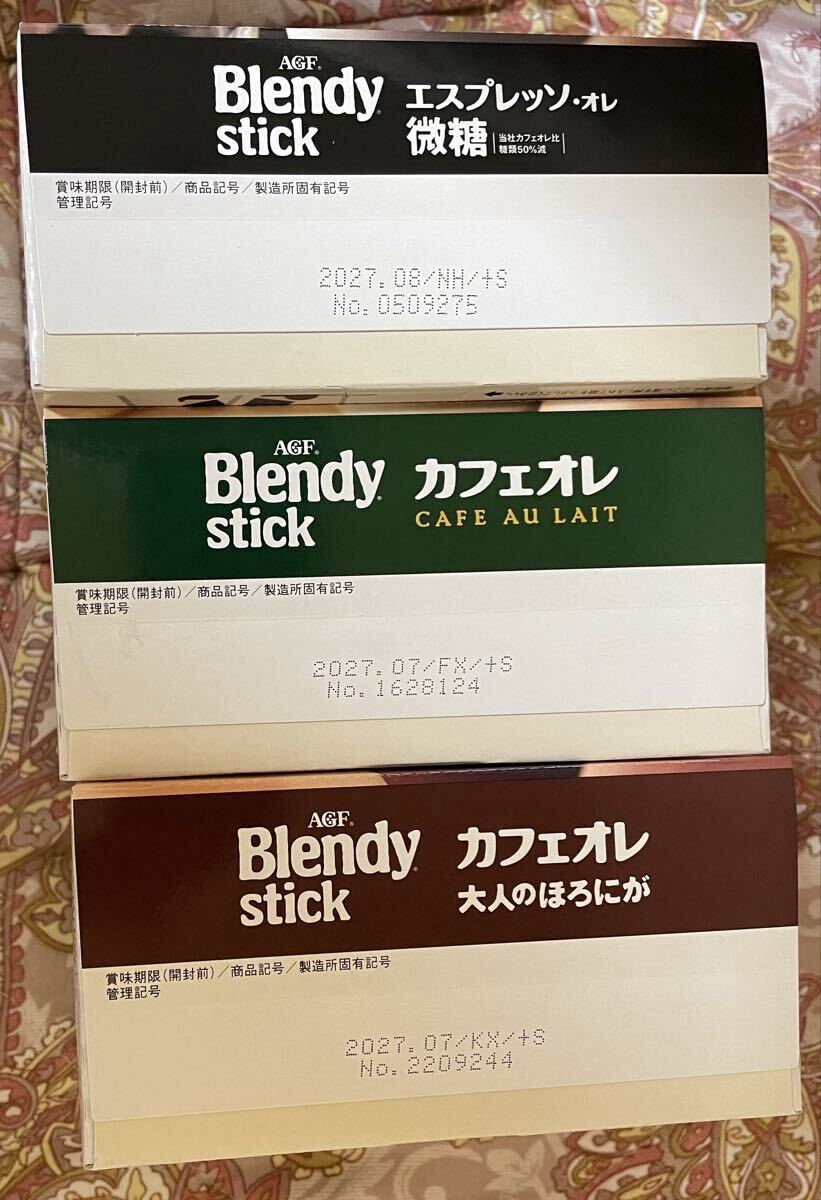 AGF
Blendy
stick
エスプレッソ・オレ
微糖
当社カフェオレ比
糖類50%減
賞味期限(開封前)/商品記号/製造所固有記号
管理記号
2027.08/NH/+S
No.0509275
AGF
Blendy
stick
カフェオレ
CAFE AU LAIT
賞味期限(開封前)/商品記号/製造所固有記号
管理記号
2027.07/FX/+S
No.1628124
AGF
Blendy
stick
カフェオレ
大人のほろにが
賞味期限(開封前)/商品記号/製造所固有記号
管理記号
2027.07/KX/+S
No.2209244